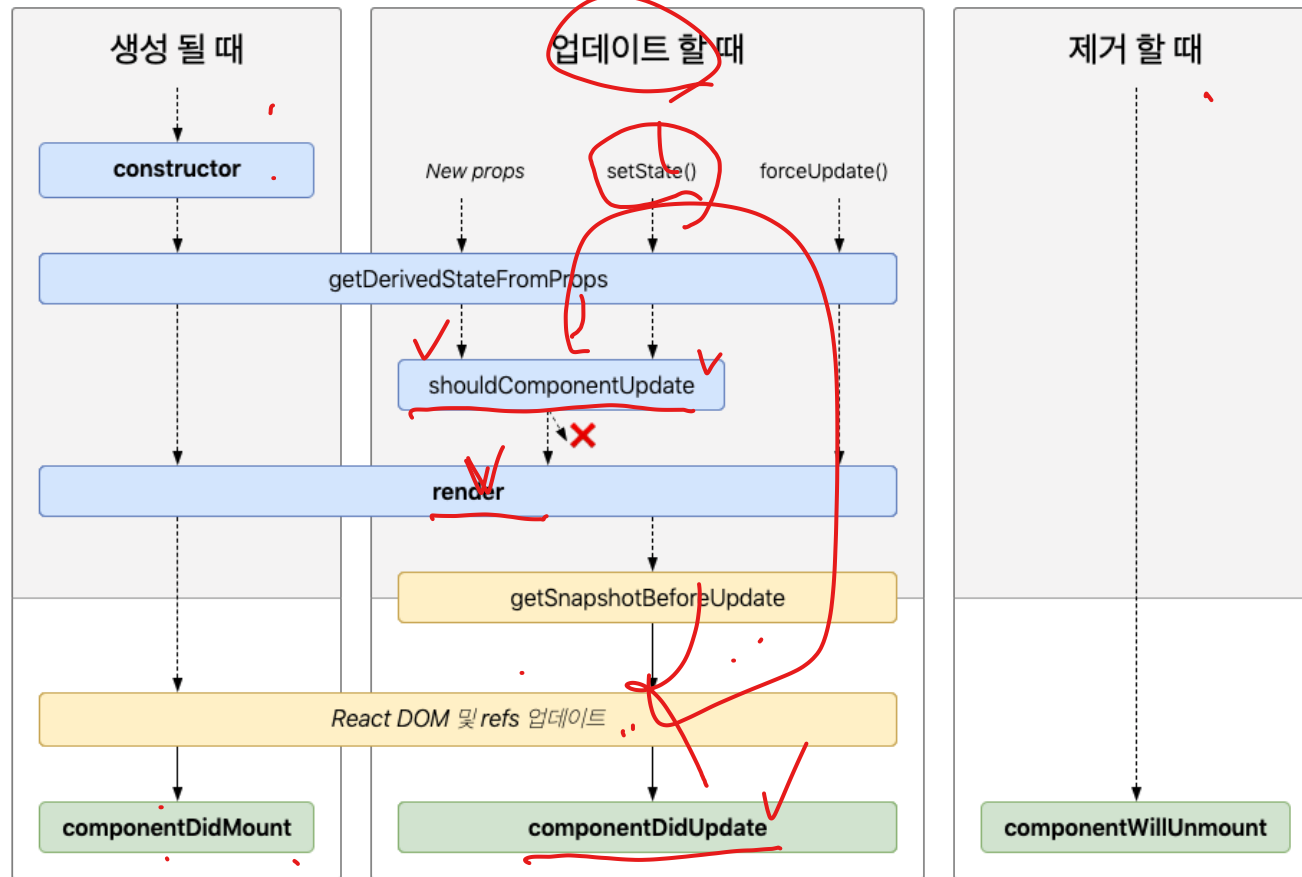 생성 될 때
업데이트 할 때
제거 할 때
constructor
New props
setState()
forceUpdate()
getDerivedStateFromProps
shouldComponentUpdate
render
getSnapshotBeforeUpdate
React DOM 및 refs 업데이트
componentDidMount
componentDidUpdate
componentWillUnmount